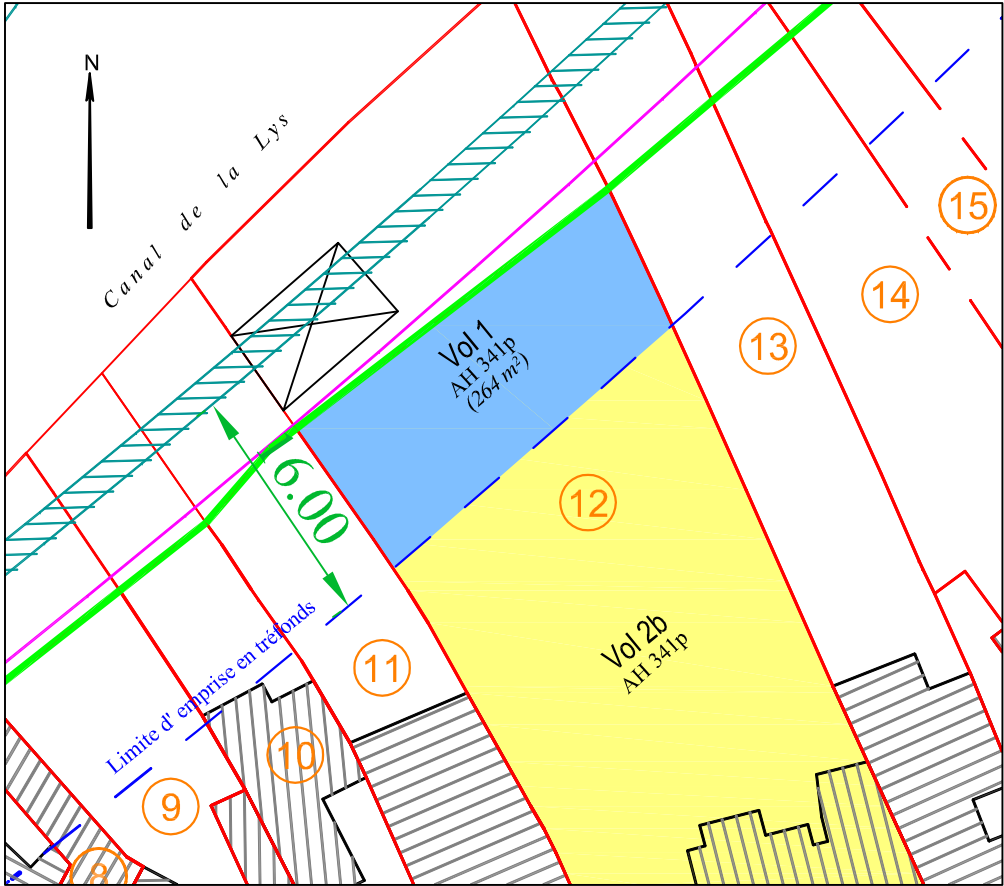 N
Canal de la Lys
15
14
13
Vol 1
AH 341p
(264 m²)
16.00
12
Vol 2b
AH 341p
Limite d' emprise en tréfonds
11
10
9
8